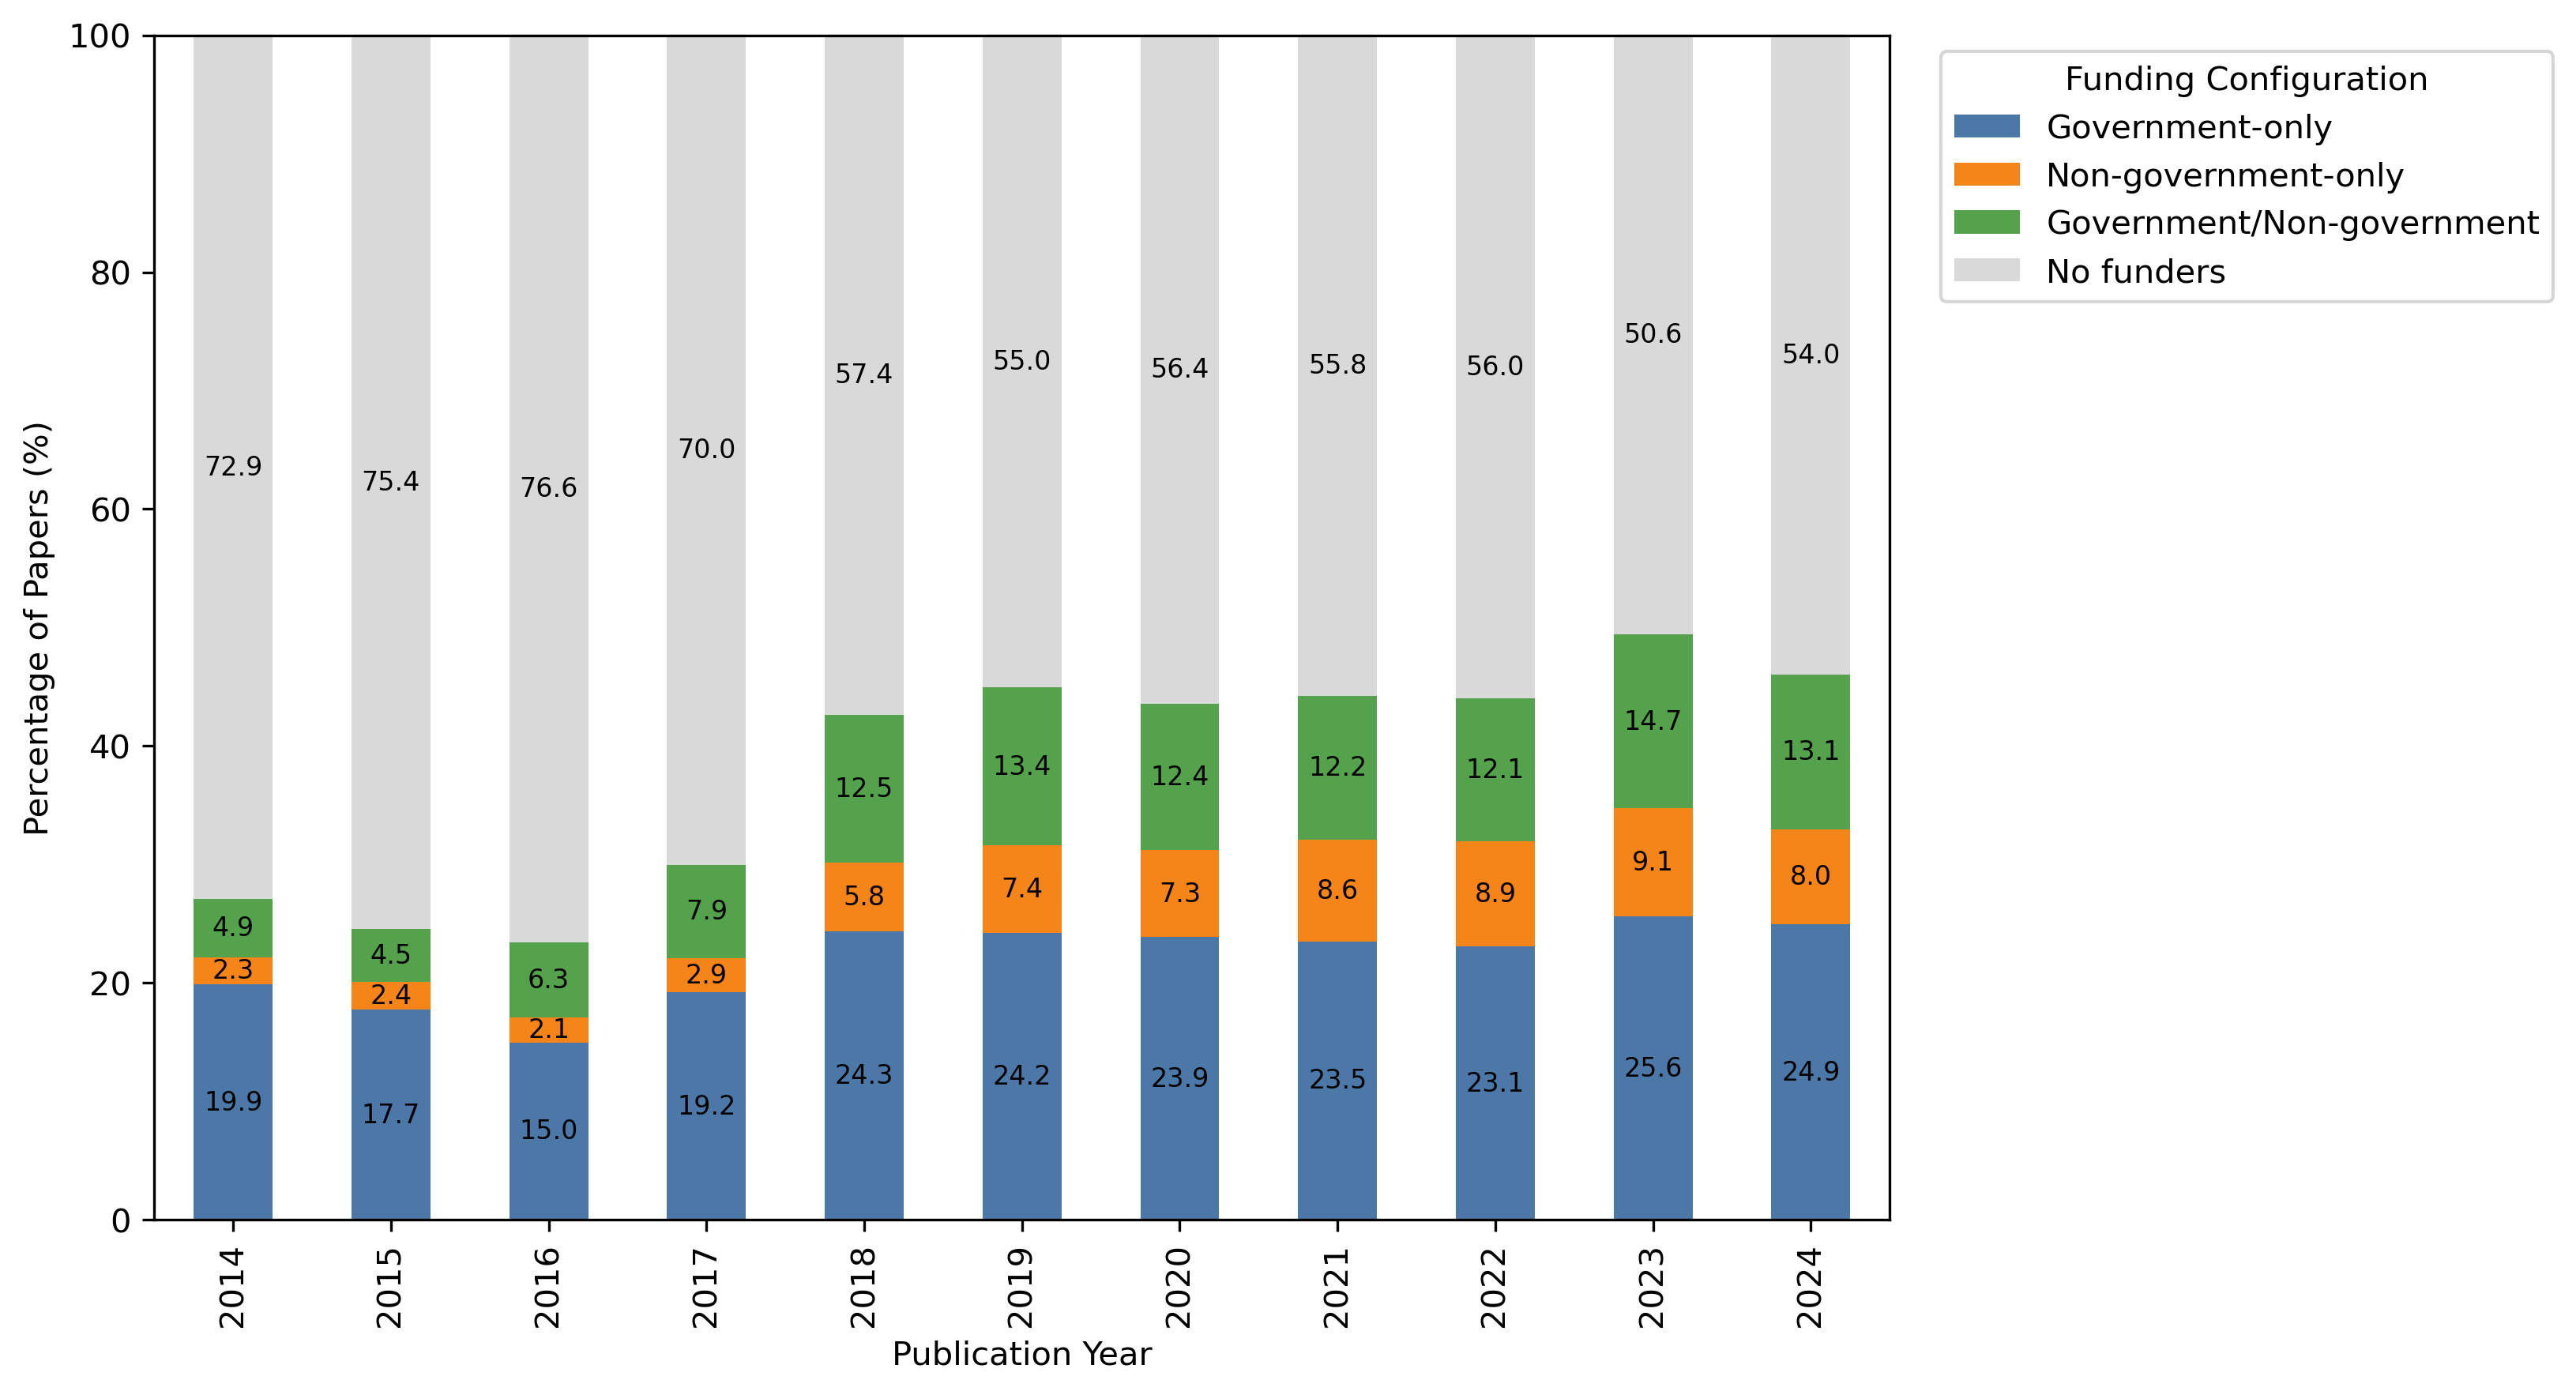 100
80
60
40
20
0
Percentage of Papers (%)
72.9 75.4 76.6 70.0 57.4 55.0 56.4 55.8 56.0 50.6 54.0
4.9 4.5 6.3 7.9 12.5 13.4 12.4 12.2 12.1 14.7 13.1
2.3 2.4 2.1 2.9 5.8 7.4 7.3 8.6 8.9 9.1 8.0
19.9 17.7 15.0 19.2 24.3 24.2 23.9 23.5 23.1 25.6 24.9
2014 2015 2016 2017 2018 2019 2020 2021 2022 2023 2024
Publication Year
Funding Configuration
Government-only
Non-government-only
Government/Non-government
No funders